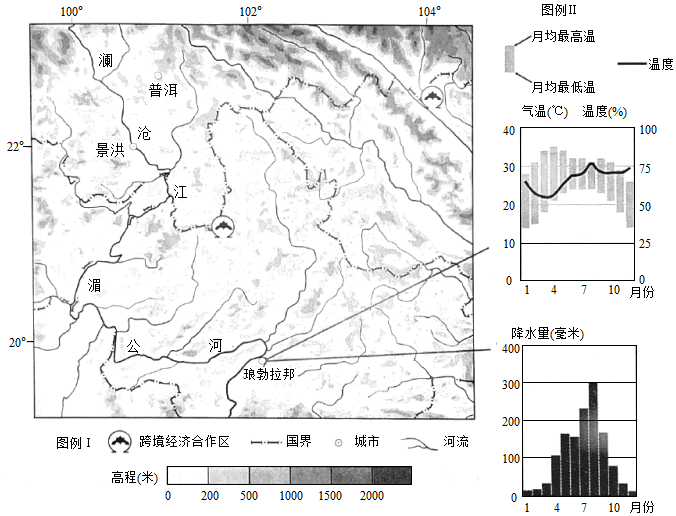 100°
102°
104°
22°
20°
澜
沧
江
普洱
景洪
湄
公
河
琅勃拉邦
图例Ⅰ
跨境经济合作区
国界
城市
河流
高程(米)
0 200 500 1000 1500 2000
图例Ⅱ
月均最高温
月均最低温
温度
气温(℃) 温度(%)
40 100
30 75
20 50
10 25
0 0
1 4 7 10 月份
降水量(毫米)
400
300
200
100
0
1 4 7 10 月份